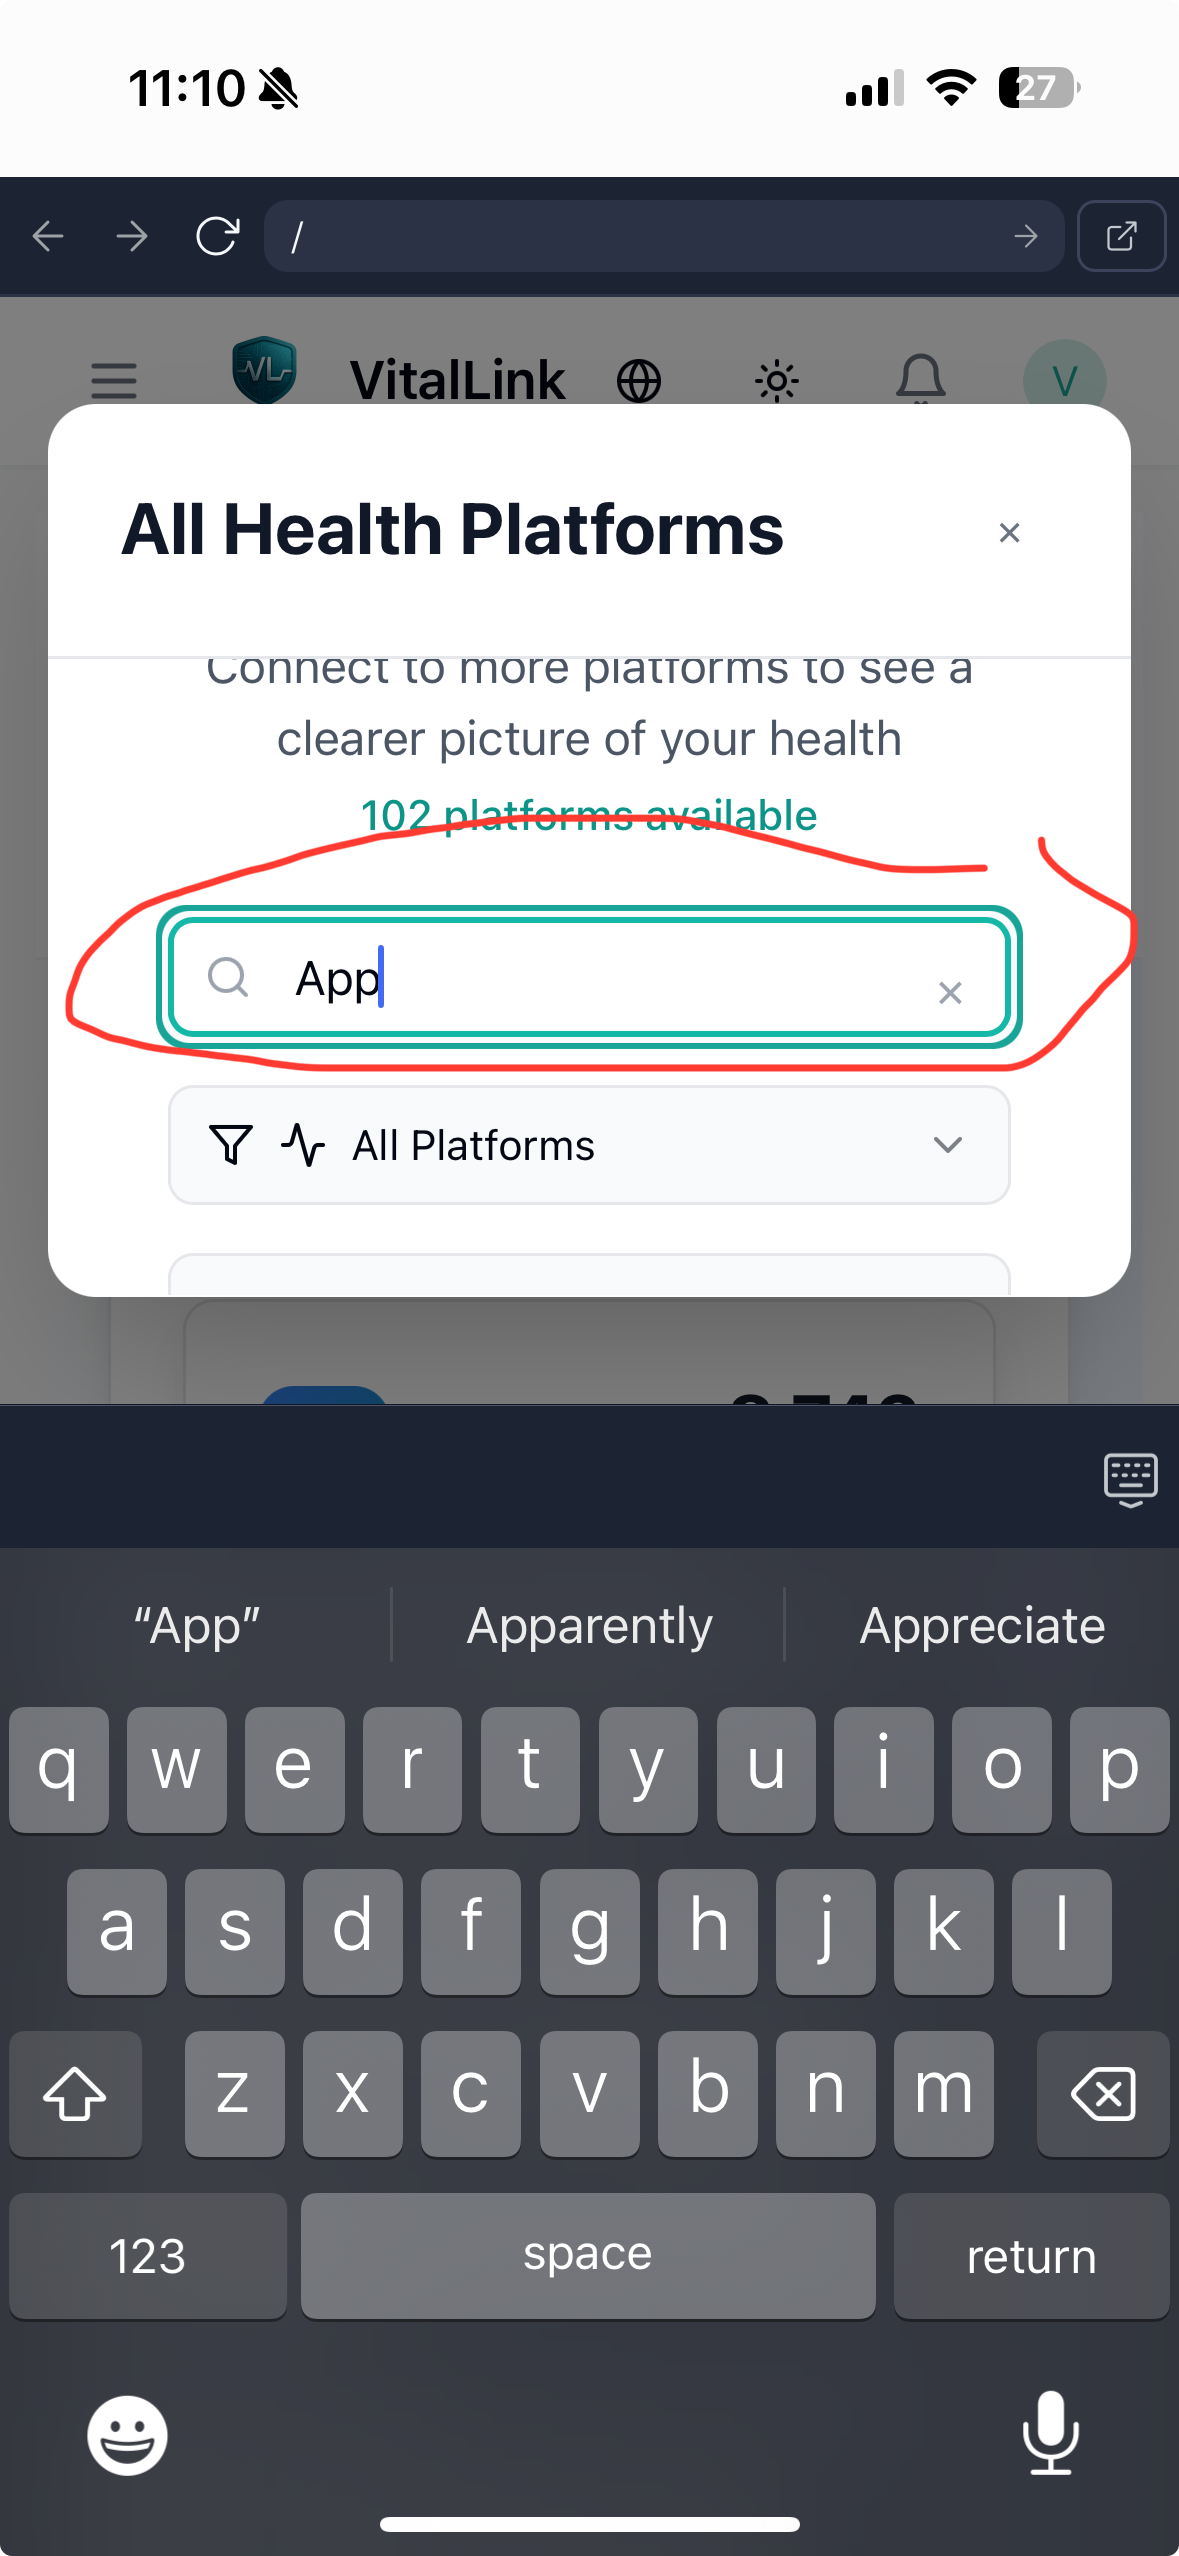 11:10
27
/
VL
VitalLink
V
All Health Platforms
Connect to more platforms to see a
clearer picture of your health
102 platforms available
App
All Platforms
“App” Apparently Appreciate
q w e r t y u i o p
a s d f g h j k l
z x c v b n m
123 space return